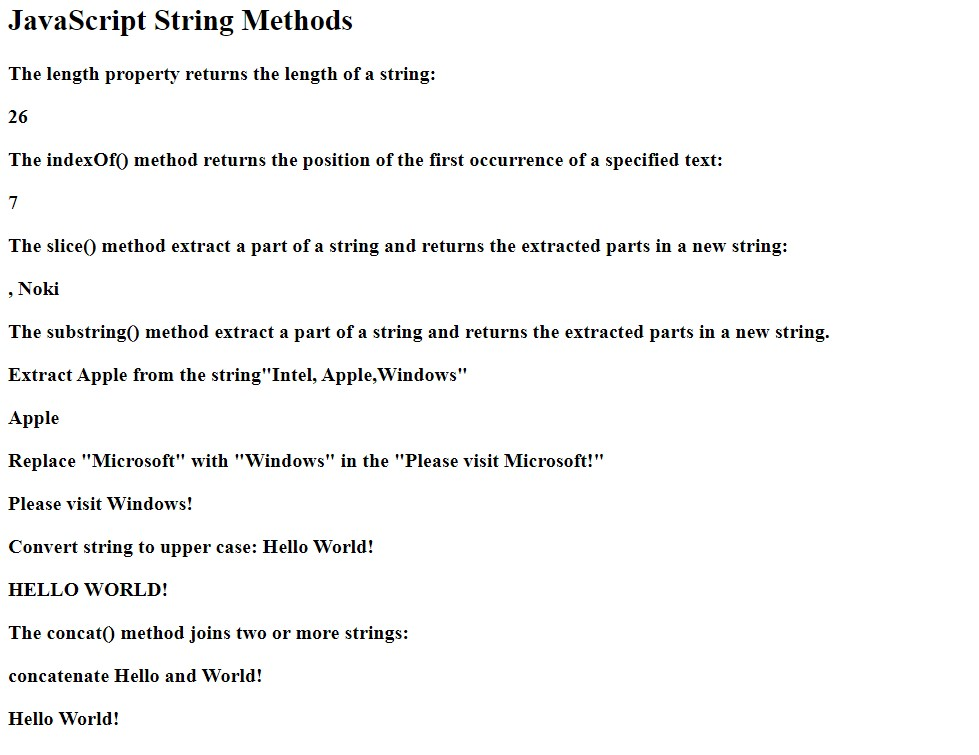 JavaScript String Methods
The length property returns the length of a string:
26
The indexOf() method returns the position of the first occurrence of a specified text:
7
The slice() method extract a part of a string and returns the extracted parts in a new string:
, Noki
The substring() method extract a part of a string and returns the extracted parts in a new string.
Extract Apple from the string"Intel, Apple,Windows"
Apple
Replace "Microsoft" with "Windows" in the "Please visit Microsoft!"
Please visit Windows!
Convert string to upper case: Hello World!
HELLO WORLD!
The concat() method joins two or more strings:
concatenate Hello and World!
Hello World!